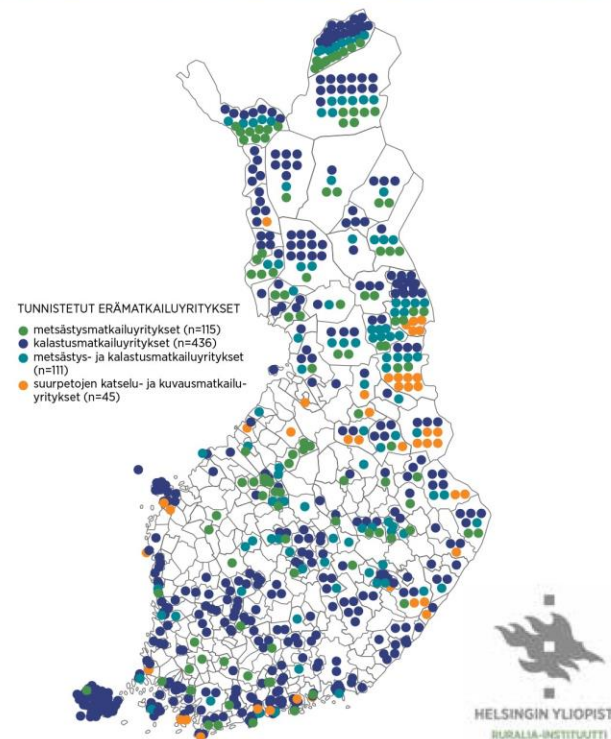 TUNNISTETUT ERÄMATKAILUYRITYKSET
metsästysmatkailuyritykset (n=115)
kalastusmatkailuyritykset (n=436)
metsästys- ja kalastusmatkailuyritykset
(n=111)
suurpetojen katselu- ja kuvausmatkailu-
yritykset (n=45)
HELSINGIN YLIOPIST
RURALIA-INSTITUUTTI